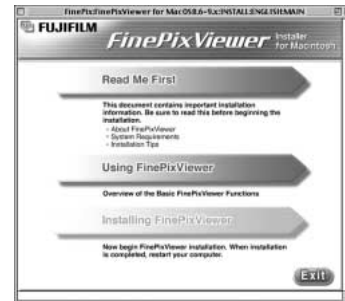 FinePix:FinePixViewer for MacOS8.6-9.x:INSTALL:ENGLISH:MAIN
FUJIFILM
FinePixViewer Installer
for Macintosh
Read Me First
This document contains important installation
information. Be sure to read this before beginning the
installation.
- About FinePixViewer
- System Requirements
- Installation Tips
Using FinePixViewer
Overview of the Basic FinePixViewer Functions
Installing FinePixViewer
Now begin FinePixViewer installation. When installation
is completed, restart your computer.
Exit